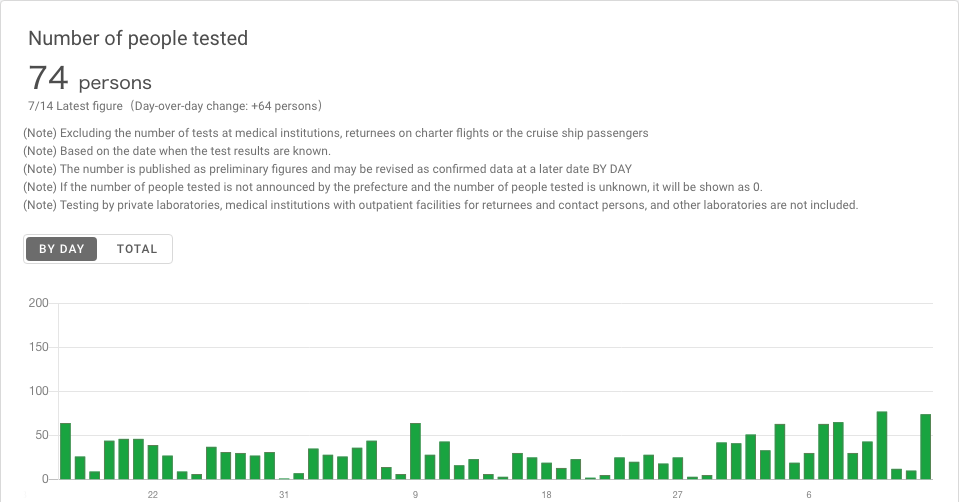 Number of people tested
74 persons
7/14 Latest figure（Day-over-day change: +64 persons）
(Note) Excluding the number of tests at medical institutions, returnees on charter flights or the cruise ship passengers
(Note) Based on the date when the test results are known.
(Note) The number is published as preliminary figures and may be revised as confirmed data at a later date BY DAY
(Note) If the number of people tested is not announced by the prefecture and the number of people tested is unknown, it will be shown as 0.
(Note) Testing by private laboratories, medical institutions with outpatient facilities for returnees and contact persons, and other laboratories are not included.
BY DAY TOTAL
200
150
100
50
0
22 31 9 18 27 6